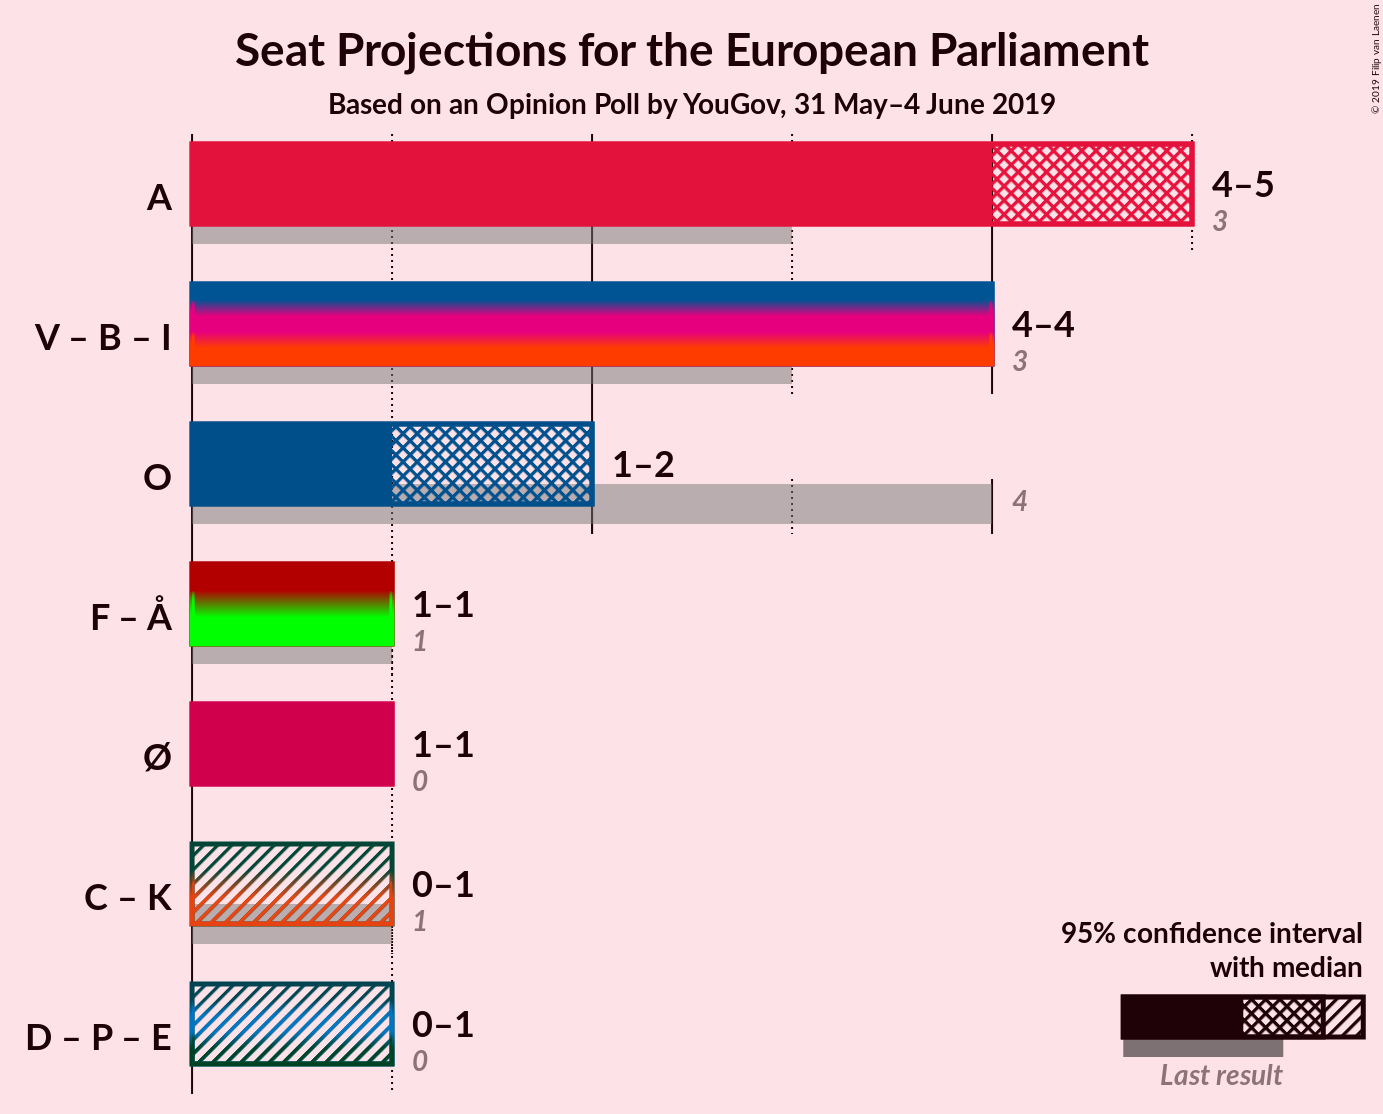 Seat Projections for the European Parliament
Based on an Opinion Poll by YouGov, 31 May–4 June 2019
© 2019 Filip van Laenen
A
4–5
3
V – B – I
4–4
3
O
1–2
4
F – Å
1–1
1
Ø
1–1
0
C – K
0–1
1
D – P – E
0–1
0
95% confidence interval
with median
Last result